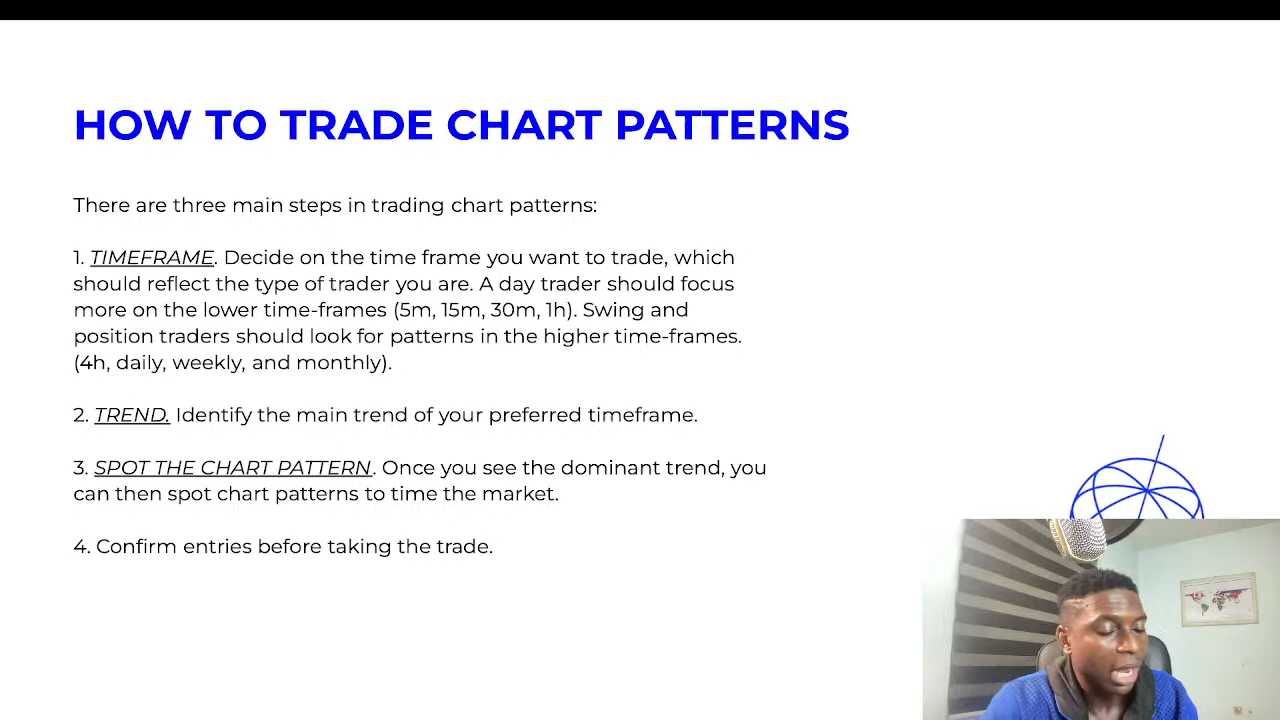 HOW TO TRADE CHART PATTERNS
There are three main steps in trading chart patterns:
1. TIMEFRAME. Decide on the time frame you want to trade, which
should reflect the type of trader you are. A day trader should focus
more on the lower time-frames (5m, 15m, 30m, 1h). Swing and
position traders should look for patterns in the higher time-frames.
(4h, daily, weekly, and monthly).
2. TREND. Identify the main trend of your preferred timeframe.
3. SPOT THE CHART PATTERN. Once you see the dominant trend, you
can then spot chart patterns to time the market.
4. Confirm entries before taking the trade.